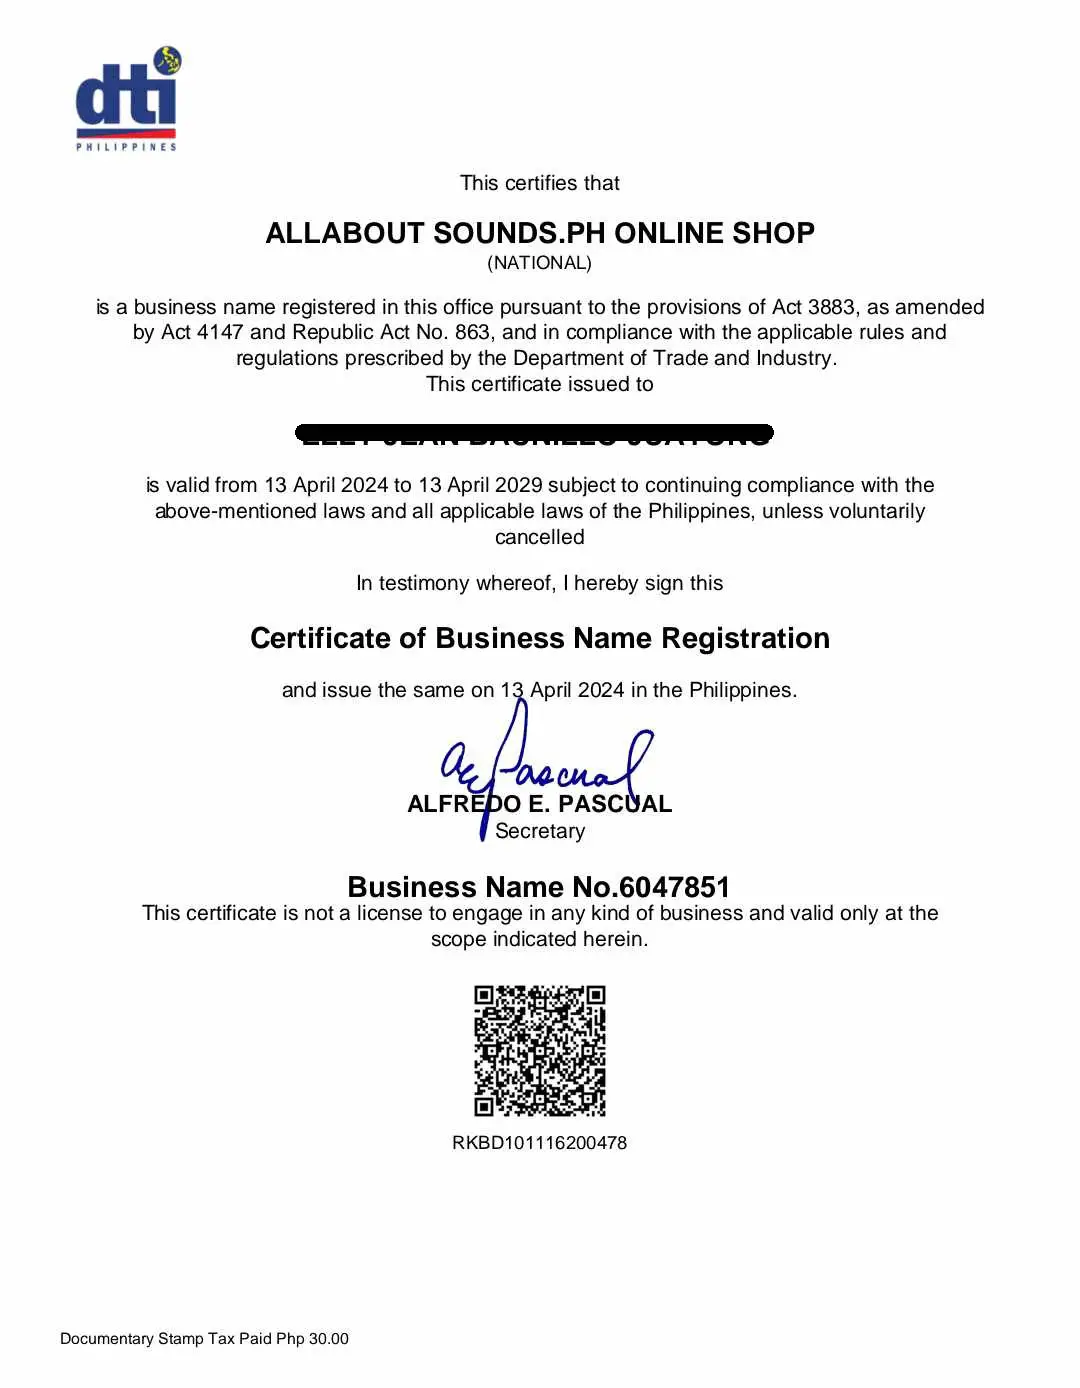 dti
PHILIPPINES
This certifies that
ALLABOUT SOUNDS.PH ONLINE SHOP
(NATIONAL)
is a business name registered in this office pursuant to the provisions of Act 3883, as amended
by Act 4147 and Republic Act No. 863, and in compliance with the applicable rules and
regulations prescribed by the Department of Trade and Industry.
This certificate issued to
is valid from 13 April 2024 to 13 April 2029 subject to continuing compliance with the
above-mentioned laws and all applicable laws of the Philippines, unless voluntarily
cancelled
In testimony whereof, I hereby sign this
Certificate of Business Name Registration
and issue the same on 13 April 2024 in the Philippines.
ALFREDO E. PASCUAL
Secretary
Business Name No.6047851
This certificate is not a license to engage in any kind of business and valid only at the
scope indicated herein.
RKBD101116200478
Documentary Stamp Tax Paid Php 30.00